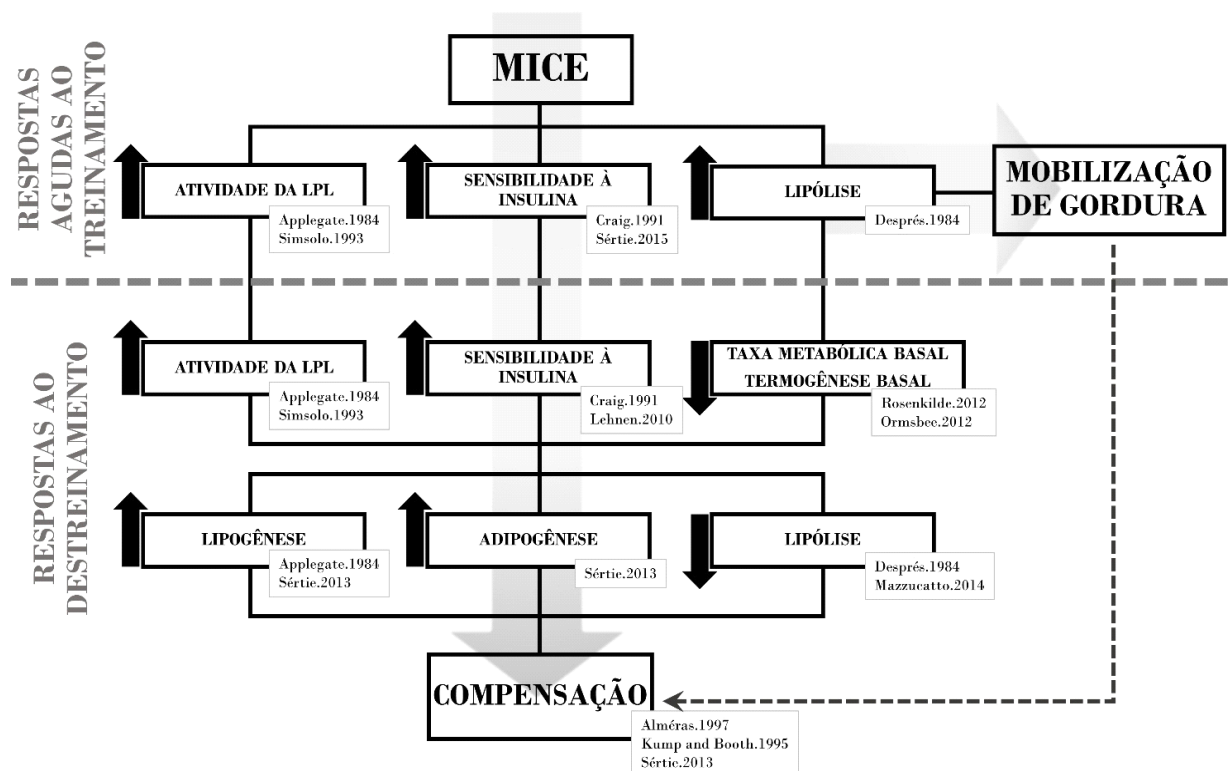 RESPOSTAS
AGUDAS AO
TREINAMENTO
MICE
ATIVIDADE DA LPL
Applegate.1984
Simsolo.1993
SENSIBILIDADE À
INSULINA
Craig.1991
Sértie.2015
LIPÓLISE
Després.1984
MOBILIZAÇÃO
DE GORDURA
RESPOSTAS AO
DESTREINAMENTO
ATIVIDADE DA LPL
Applegate.1984
Simsolo.1993
SENSIBILIDADE À
INSULINA
Craig.1991
Lehnen.2010
TAXA METABÓLICA BASAL
TERMOGÊNESE BASAL
Rosenkilde.2012
Ormsbee.2012
LIPOGÊNESE
Applegate.1984
Sértie.2013
ADIPOGÊNESE
Sértie.2013
LIPÓLISE
Després.1984
Mazzucatto.2014
COMPENSAÇÃO
Alméras.1997
Kump and Booth.1995
Sértie.2013